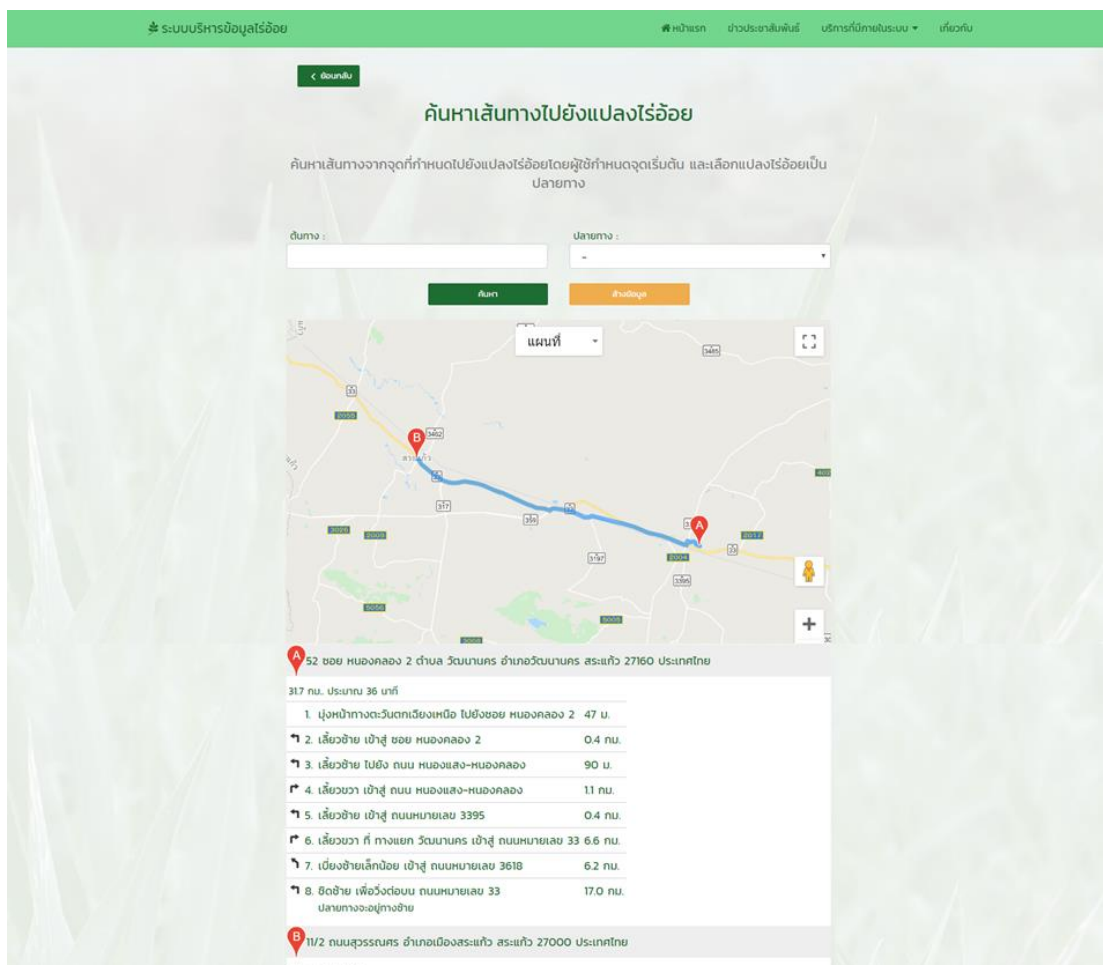 ระบบบริหารข้อมูลไร่อ้อย
หน้าแรก ข่าวประชาสัมพันธ์ บริการที่มีภายในระบบ เกี่ยวกับ
< ย้อนกลับ
ค้นหาเส้นทางไปยังแปลงไร่อ้อย
ค้นหาเส้นทางจากจุดที่กำหนดไปยังแปลงไร่อ้อยโดยผู้ใช้กำหนดจุดเริ่มต้น และเลือกแปลงไร่อ้อยเป็น
ปลายทาง
ต้นทาง : ปลายทาง :
-
ค้นหา ล้างข้อมูล
แผนที่
3485
33
B 3462
317
359
A
3197
2004 33 2017
3395
5056
5005
+
A 52 ซอย หนองคลอง 2 ตำบล วัฒนานคร อำเภอวัฒนานคร สระแก้ว 27160 ประเทศไทย
31.7 กม.. ประมาณ 36 นาที
1. มุ่งหน้าทางตะวันตกเฉียงเหนือ ไปยังซอย หนองคลอง 2 47 ม.
2. เลี้ยวซ้าย เข้าสู่ ซอย หนองคลอง 2 0.4 กม.
3. เลี้ยวซ้าย ไปยัง ถนน หนองแสง-หนองคลอง 90 ม.
4. เลี้ยวขวา เข้าสู่ ถนน หนองแสง-หนองคลอง 1.1 กม.
5. เลี้ยวซ้าย เข้าสู่ ถนนหมายเลข 3395 0.4 กม.
6. เลี้ยวขวา ที่ ทางแยก วัฒนานคร เข้าสู่ ถนนหมายเลข 33 6.6 กม.
7. เบี่ยงซ้ายเล็กน้อย เข้าสู่ ถนนหมายเลข 3618 6.2 กม.
8. ชิดซ้าย เพื่อวิ่งต่อบน ถนนหมายเลข 33 17.0 กม.
ปลายทางจะอยู่ทางซ้าย
B 11/2 ถนนสุวรรณศร อำเภอเมืองสระแก้ว สระแก้ว 27000 ประเทศไทย